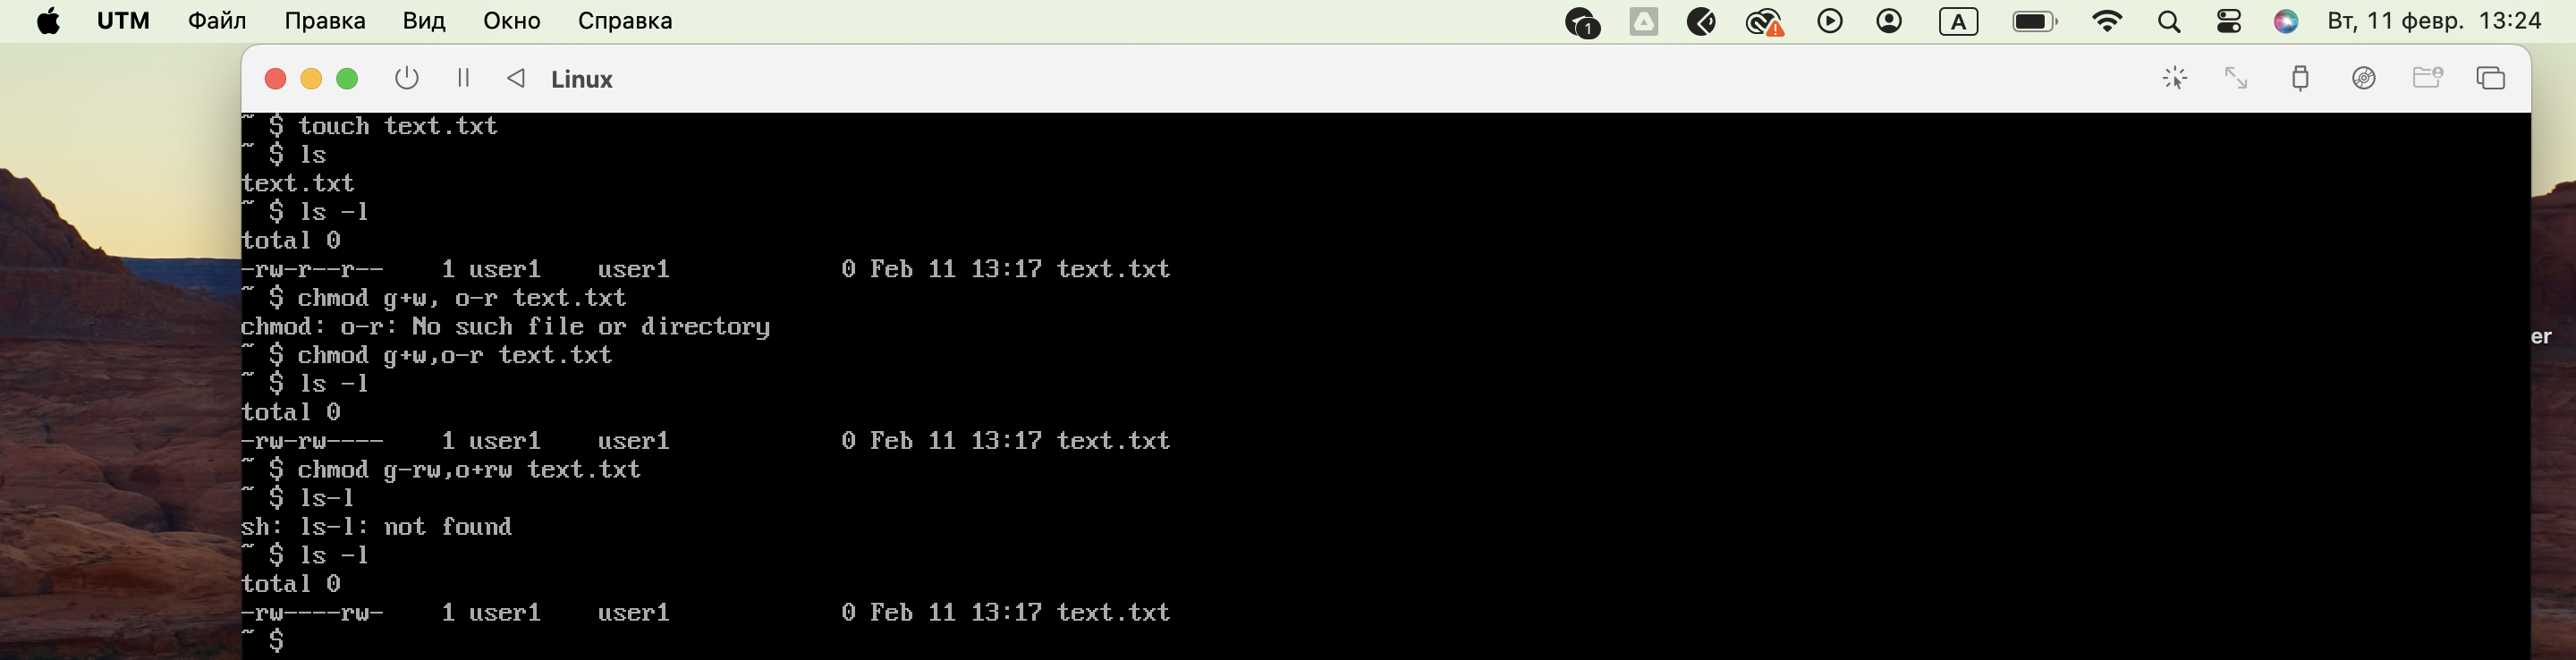 UTM Файл Правка Вид Окно Справка 1 A Вт, 11 февр. 13:24
Linux
~ $ touch text.txt
~ $ ls
text.txt
~ $ ls -l
total 0
-rw-r--r-- 1 user1 user1 0 Feb 11 13:17 text.txt
~ $ chmod g+w, o-r text.txt
chmod: o-r: No such file or directory
~ $ chmod g+w,o-r text.txt
~ $ ls -l
total 0
-rw-rw---- 1 user1 user1 0 Feb 11 13:17 text.txt
~ $ chmod g-rw,o+rw text.txt
~ $ ls-l
sh: ls-l: not found
~ $ ls -l
total 0
-rw----rw- 1 user1 user1 0 Feb 11 13:17 text.txt
~ $
er